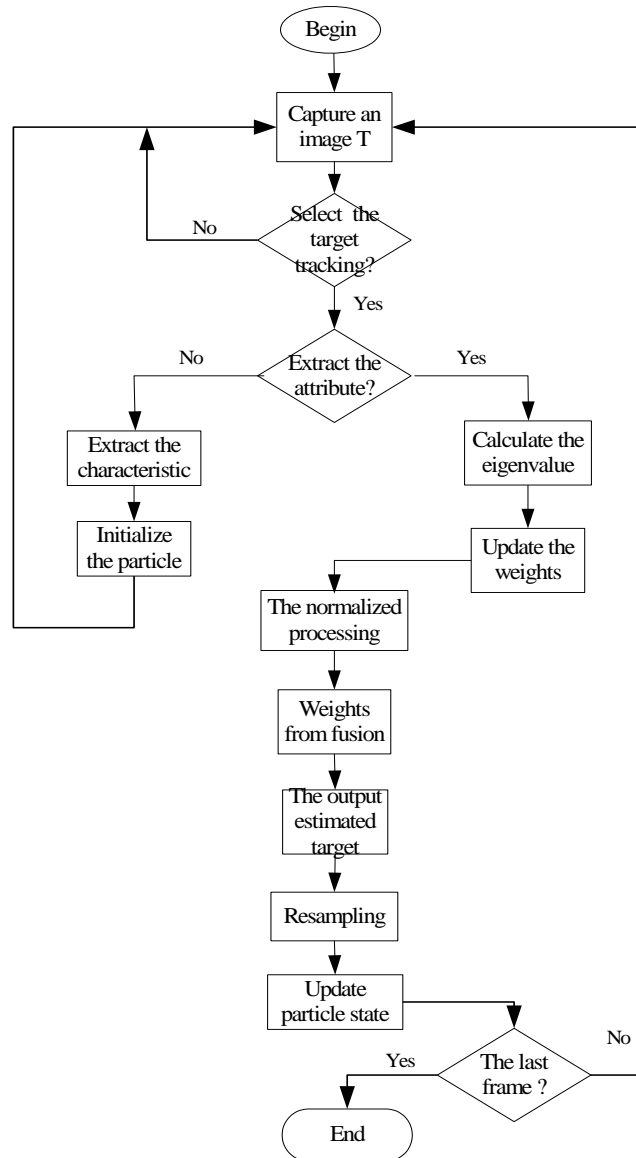 Begin
Capture an
image T
Select the
target
tracking?
No
Yes
Extract the
attribute?
No
Yes
Extract the
characteristic
Calculate the
eigenvalue
Initialize
the particle
Update the
weights
The normalized
processing
Weights
from fusion
The output
estimated
target
Resampling
Update
particle state
The last
frame ?
Yes
No
End